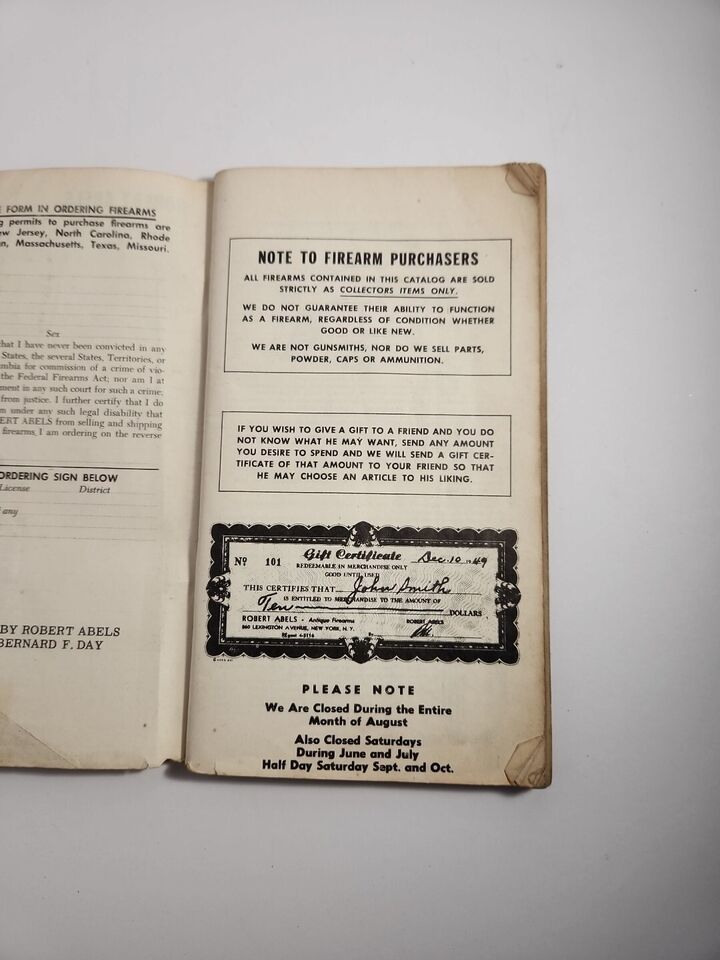 E FORM IN ORDERING FIREARMS
g permits to purchase firearms are
ew Jersey, North Carolina, Rhode
n, Massachusetts, Texas, Missouri.
Sex
hat I have never been convicted in any
States, the several States, Territories, or
mbia for commission of a crime of vio-
the Federal Firearms Act; nor am I at
ment in any such court for such a crime;
from justice. I further certify that I do
m under any such legal disability that
ERT ABELS from selling and shipping
firearms I am ordering on the reverse
ORDERING SIGN BELOW
License District
any
BY ROBERT ABELS
BERNARD F. DAY
NOTE TO FIREARM PURCHASERS
ALL FIREARMS CONTAINED IN THIS CATALOG ARE SOLD
STRICTLY AS COLLECTORS ITEMS ONLY.
WE DO NOT GUARANTEE THEIR ABILITY TO FUNCTION
AS A FIREARM, REGARDLESS OF CONDITION WHETHER
GOOD OR LIKE NEW.
WE ARE NOT GUNSMITHS, NOR DO WE SELL PARTS,
POWDER, CAPS OR AMMUNITION.
IF YOU WISH TO GIVE A GIFT TO A FRIEND AND YOU DO
NOT KNOW WHAT HE MAY WANT, SEND ANY AMOUNT
YOU DESIRE TO SPEND AND WE WILL SEND A GIFT CER-
TIFICATE OF THAT AMOUNT TO YOUR FRIEND SO THAT
HE MAY CHOOSE AN ARTICLE TO HIS LIKING.
Nº 101 Gift Certificate Dec. 10 1949
REDEEMABLE IN MERCHANDISE ONLY
GOOD UNTIL USED
THIS CERTIFIES THAT John Smith
IS ENTITLED TO MERCHANDISE TO THE AMOUNT OF
Ten DOLLARS
ROBERT ABELS - Antique Firearms ROBERT ABELS
860 LEXINGTON AVENUE, NEW YORK, N. Y.
REgent 4-5116
PLEASE NOTE
We Are Closed During the Entire
Month of August
Also Closed Saturdays
During June and July
Half Day Saturday Sept. and Oct.